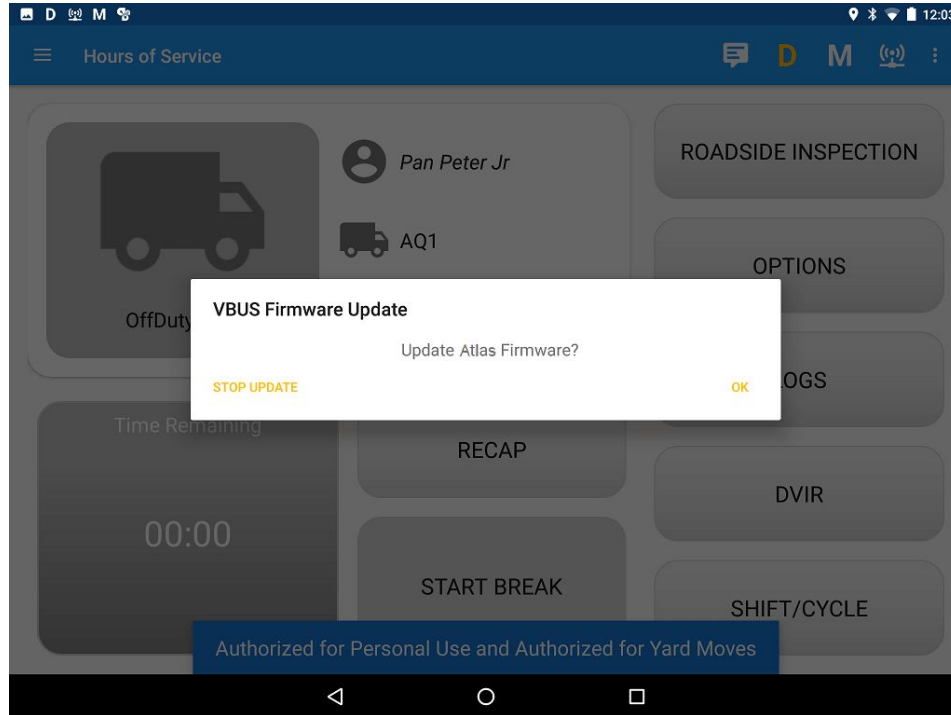 D M 12:03
Hours of Service D M
Pan Peter Jr
ROADSIDE INSPECTION
AQ1
OPTIONS
OffDuty
VBUS Firmware Update
Update Atlas Firmware?
STOP UPDATE OK
OGS
Time Remaining
RECAP
DVIR
00:00
START BREAK
SHIFT/CYCLE
Authorized for Personal Use and Authorized for Yard Moves